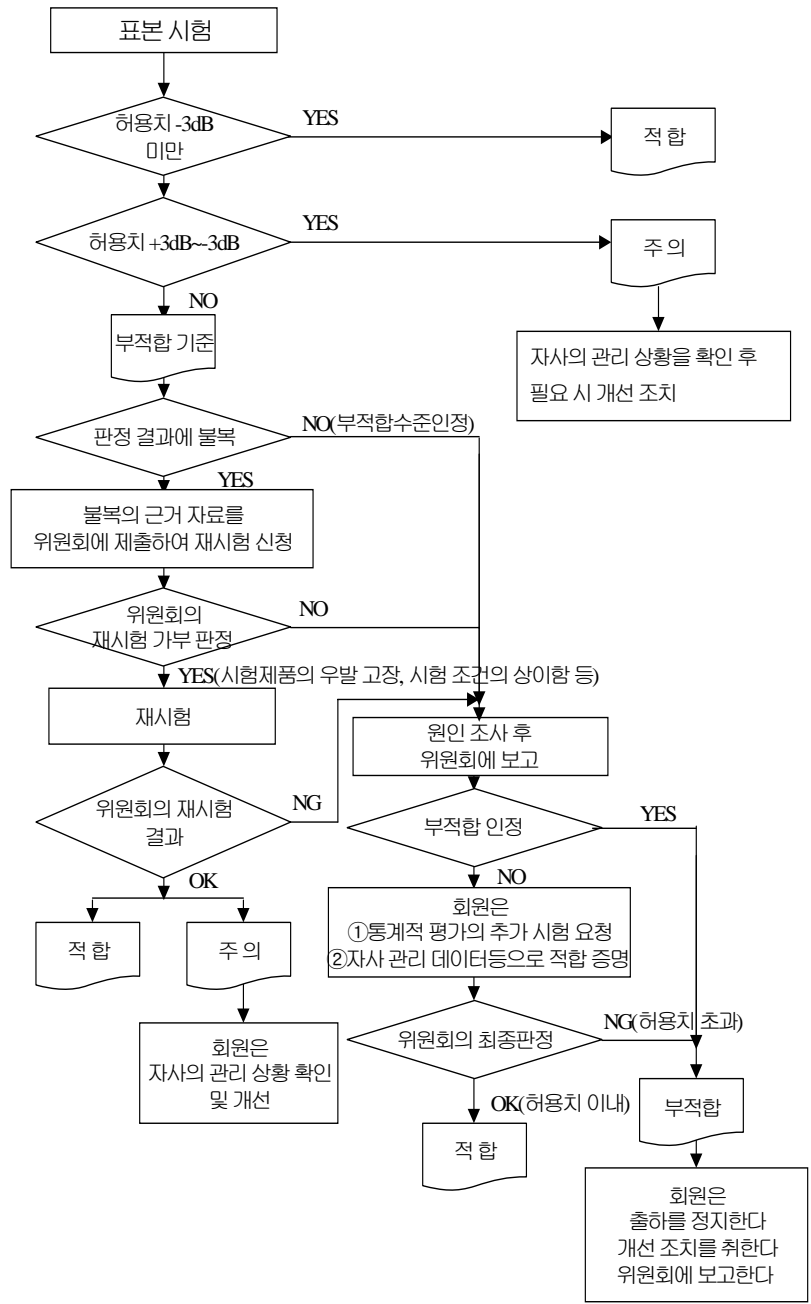 표본 시험
허용치 -3dB
미만
YES
적 합
허용치 +3dB~-3dB
YES
주 의
NO
부적합 기준
자사의 관리 상황을 확인 후
필요 시 개선 조치
판정 결과에 불복
NO(부적합수준인정)
YES
불복의 근거 자료를
위원회에 제출하여 재시험 신청
위원회의
재시험 가부 판정
NO
YES(시험제품의 우발 고장, 시험 조건의 상이함 등)
재시험
원인 조사 후
위원회에 보고
위원회의 재시험
결과
NG
부적합 인정
YES
OK
NO
적 합
주 의
회원은
①통계적 평가의 추가 시험 요청
②자사 관리 데이터등으로 적합 증명
회원은
자사의 관리 상황 확인
및 개선
위원회의 최종판정
NG(허용치 초과)
OK(허용치 이내)
적 합
부적합
회원은
출하를 정지한다
개선 조치를 취한다
위원회에 보고한다